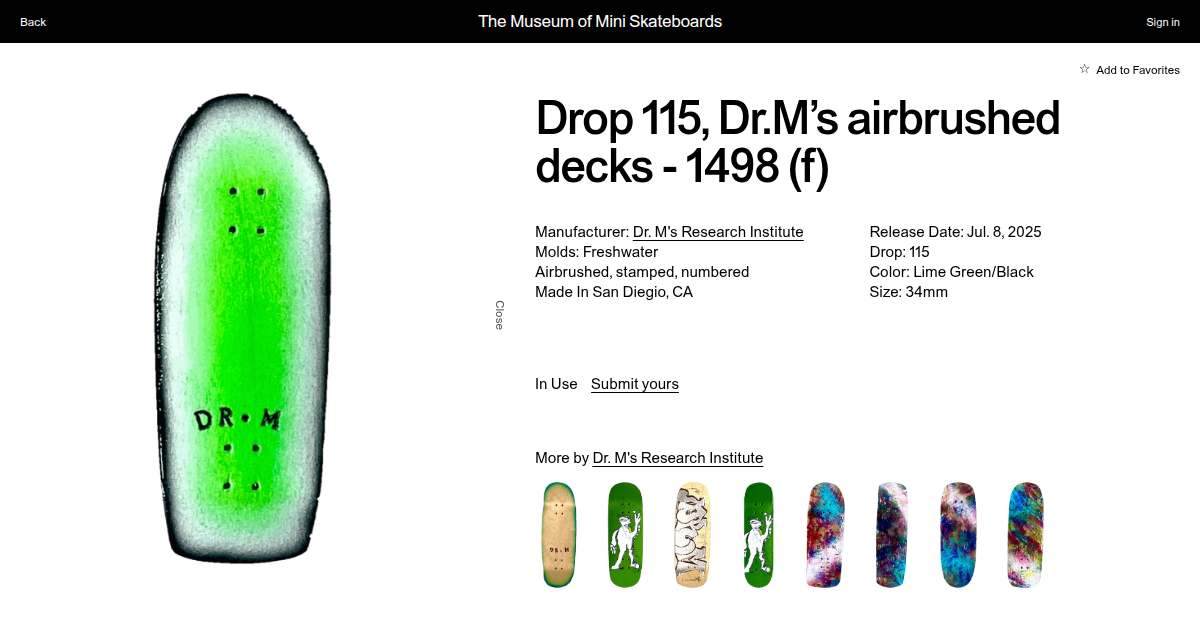 Back
The Museum of Mini Skateboards
Sign in
☆ Add to Favorites
Drop 115, Dr.M’s airbrushed
decks - 1498 (f)
Manufacturer: Dr. M's Research Institute
Molds: Freshwater
Airbrushed, stamped, numbered
Made In San Diegio, CA
Release Date: Jul. 8, 2025
Drop: 115
Color: Lime Green/Black
Size: 34mm
Close
DR•M
In Use Submit yours
More by Dr. M's Research Institute
DR•M